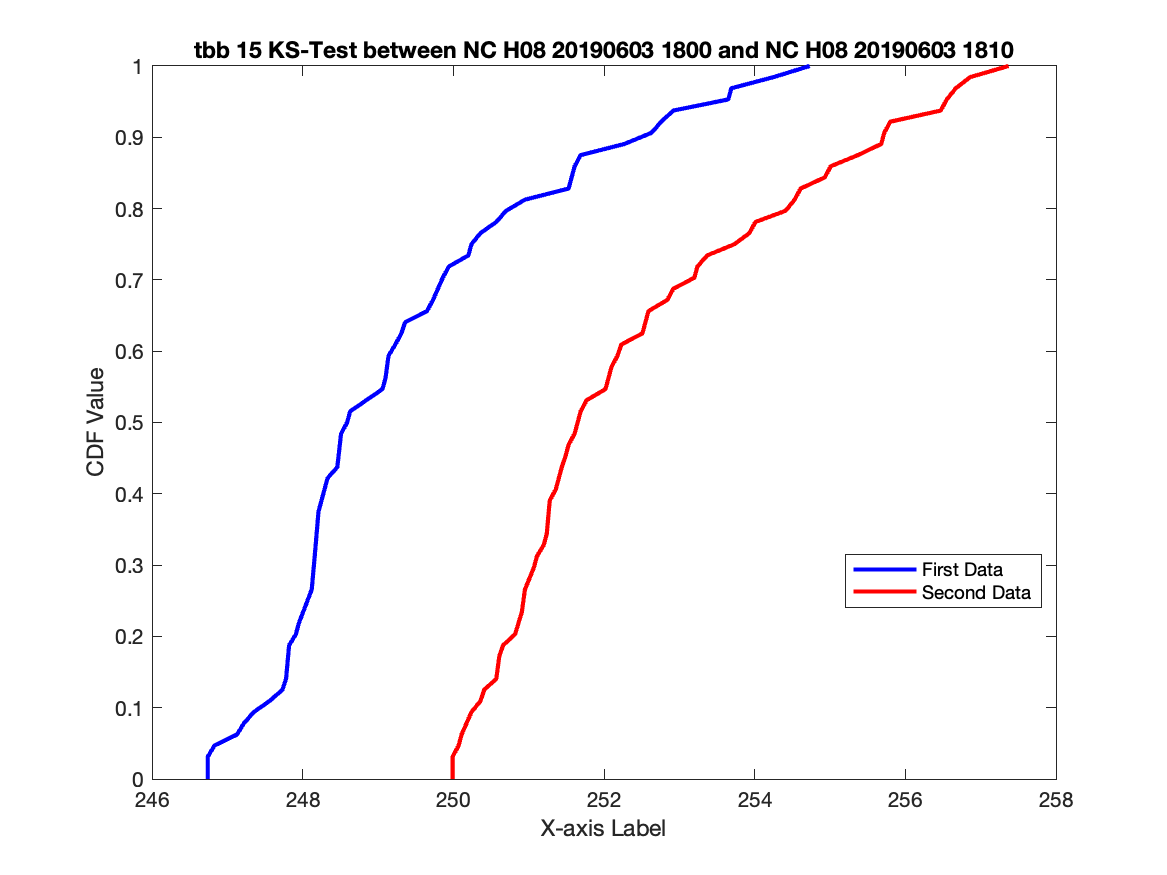 tbb 15 KS-Test between NC H08 20190603 1800 and NC H08 20190603 1810
1
0.9
0.8
0.7
0.6
0.5
0.4
0.3
0.2
0.1
0
CDF Value
First Data
Second Data
246 248 250 252 254 256 258
X-axis Label